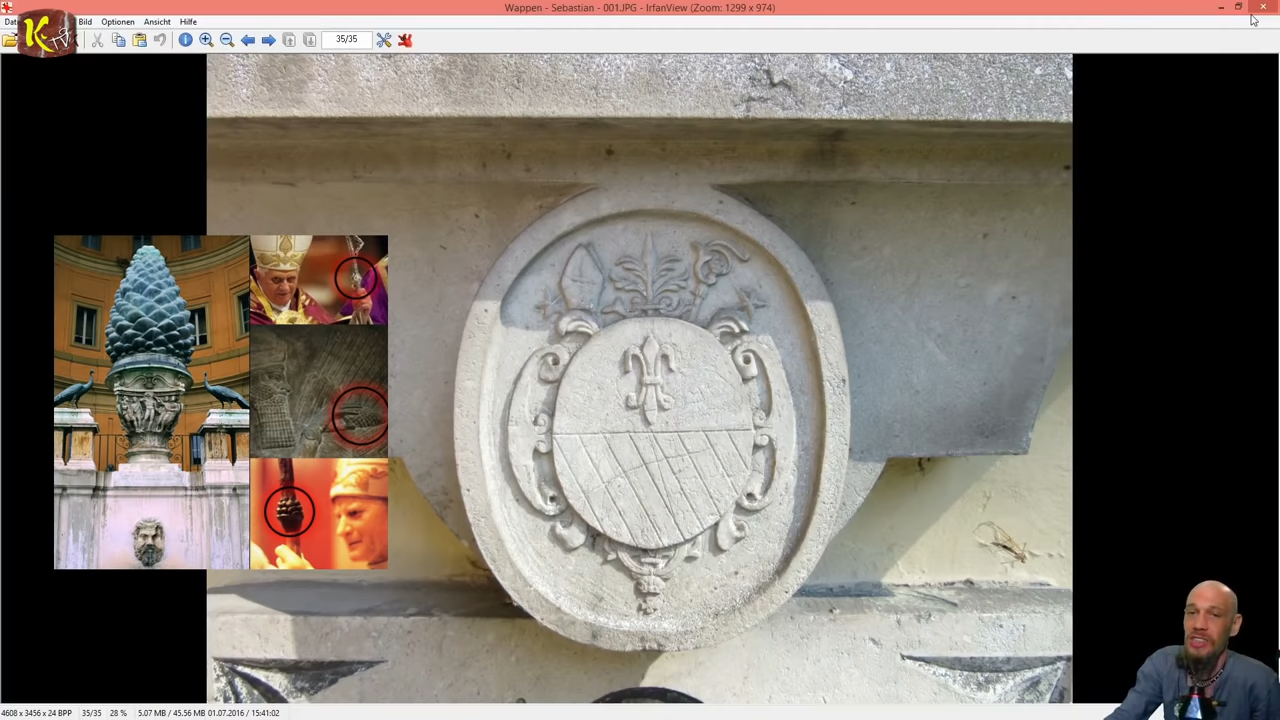 Wappen - Sebastian - 001.JPG - IrfanView (Zoom: 1299 x 974)
Bild Optionen Ansicht Hilfe
35/35
4608 x 3456 x 24 BPP 35/35 28 % 5.07 MB / 45.56 MB 01.07.2016 / 15:41:02